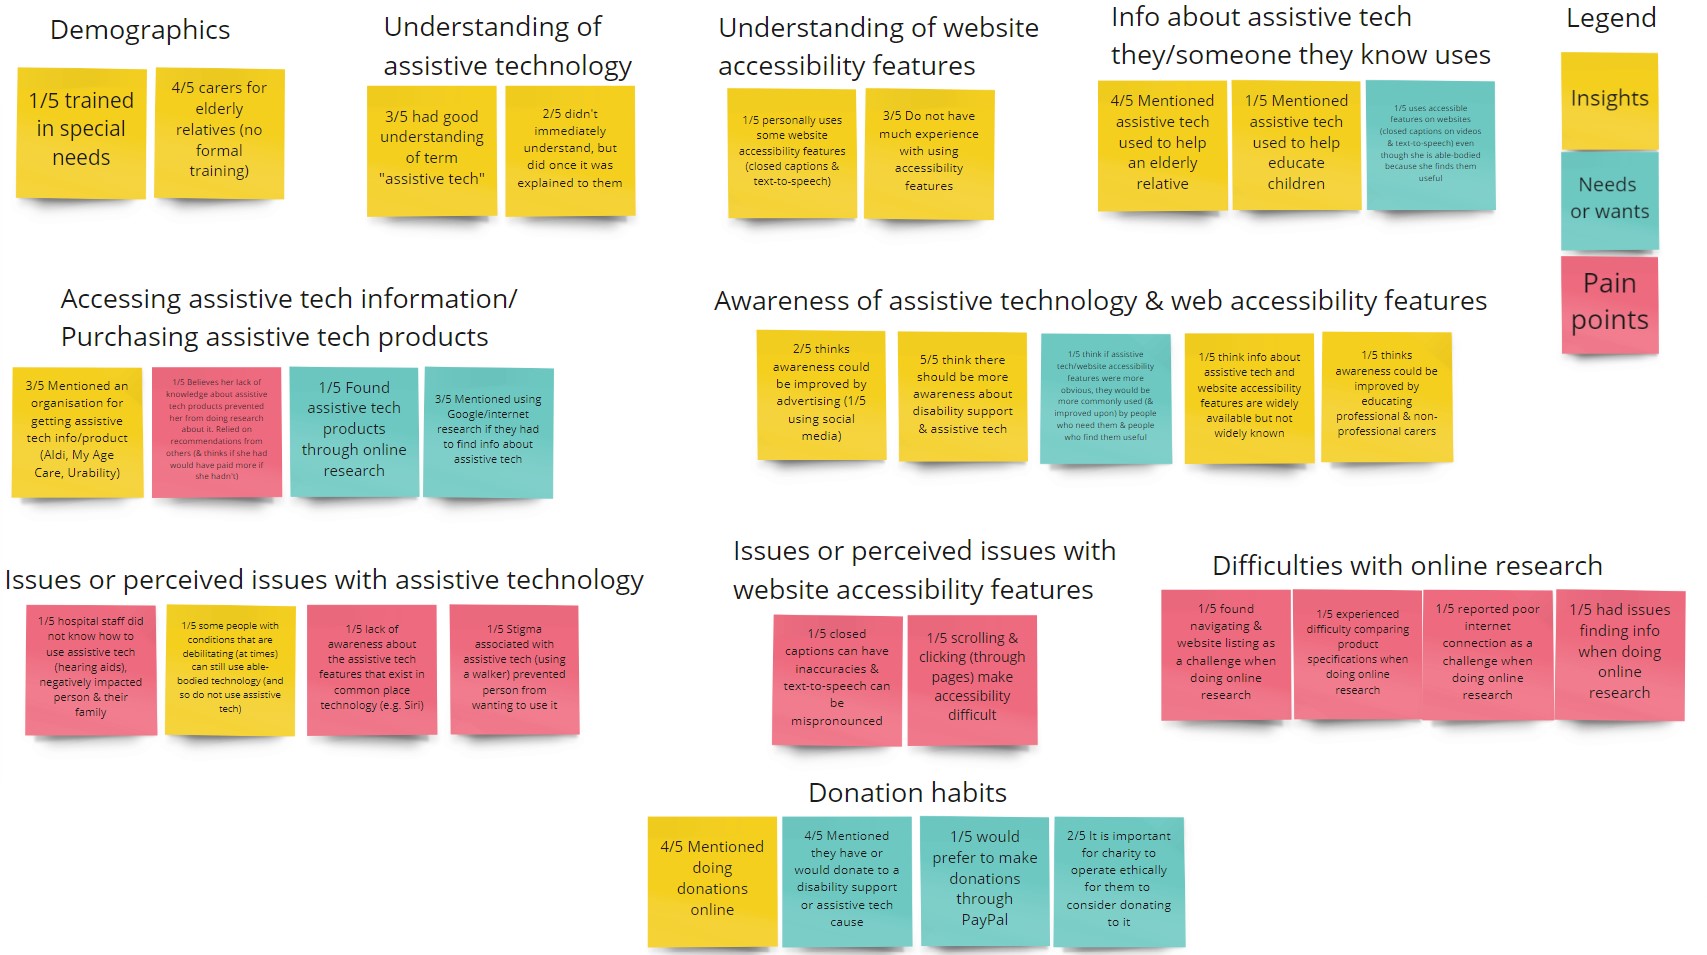 Demographics
1/5 trained
in special
needs
4/5 carers for
elderly
relatives (no
formal
training)
Understanding of
assistive technology
3/5 had good
understanding
of term
"assistive tech"
2/5 didn't
immediately
understand, but
did once it was
explained to them
Understanding of website
accessibility features
1/5 personally uses
some website
accessibility features
(closed captions &
text-to-speech)
3/5 Do not have
much experience
with using
accessibility
features
Info about assistive tech
they/someone they know uses
4/5 Mentioned
assistive tech
used to help
an elderly
relative
1/5 Mentioned
assistive tech
used to help
educate
children
1/5 uses accessible
features on websites
(closed captions on videos
& text-to-speech) even
though she is able-bodied
because she finds them
useful
Legend
Insights
Needs
or wants
Pain
points
Accessing assistive tech information/
Purchasing assistive tech products
3/5 Mentioned an
organisation for
getting assistive
tech info/product
(Aldi, My Age
Care, Urability)
1/5 Believes her lack of
knowledge about assistive
tech products prevented
her from doing research
about it. Relied on
recommendations from
others (& thinks if she had
would have paid more if
she hadn't)
1/5 Found
assistive tech
products
through online
research
3/5 Mentioned using
Google/internet
research if they had
to find info about
assistive tech
Awareness of assistive technology & web accessibility features
2/5 thinks
awareness could
be improved by
advertising (1/5
using social
media)
5/5 think there
should be more
awareness about
disability support
& assistive tech
1/5 think if assistive
tech/website accessibility
features were more
obvious, they would be
more commonly used (&
improved upon) by people
who need them & people
who find them useful
1/5 think info about
assistive tech and
website accessibility
features are widely
available but not
widely known
1/5 thinks
awareness could be
improved by
educating
professional & non-
professional carers
Issues or perceived issues with assistive technology
1/5 hospital staff did
not know how to
use assistive tech
(hearing aids),
negatively impacted
person & their
family
1/5 some people with
conditions that are
debilitating (at times)
can still use able-
bodied technology (and
so do not use assistive
tech)
1/5 lack of
awareness about
the assistive tech
features that exist in
common place
technology (e.g. Siri)
1/5 Stigma
associated with
assistive tech (using
a walker) prevented
person from
wanting to use it
Issues or perceived issues with
website accessibility features
1/5 closed
captions can have
inaccuracies &
text-to-speech can
be
mispronounced
1/5 scrolling &
clicking (through
pages) make
accessibility
difficult
Difficulties with online research
1/5 found
navigating &
website listing as
a challenge when
doing online
research
1/5 experienced
difficulty comparing
product
specifications when
doing online
research
1/5 reported poor
internet
connection as a
challenge when
doing online
research
1/5 had issues
finding info
when doing
online
research
Donation habits
4/5 Mentioned
doing
donations
online
4/5 Mentioned
they have or
would donate to a
disability support
or assistive tech
cause
1/5 would
prefer to make
donations
through
PayPal
2/5 It is important
for charity to
operate ethically
for them to
consider donating
to it